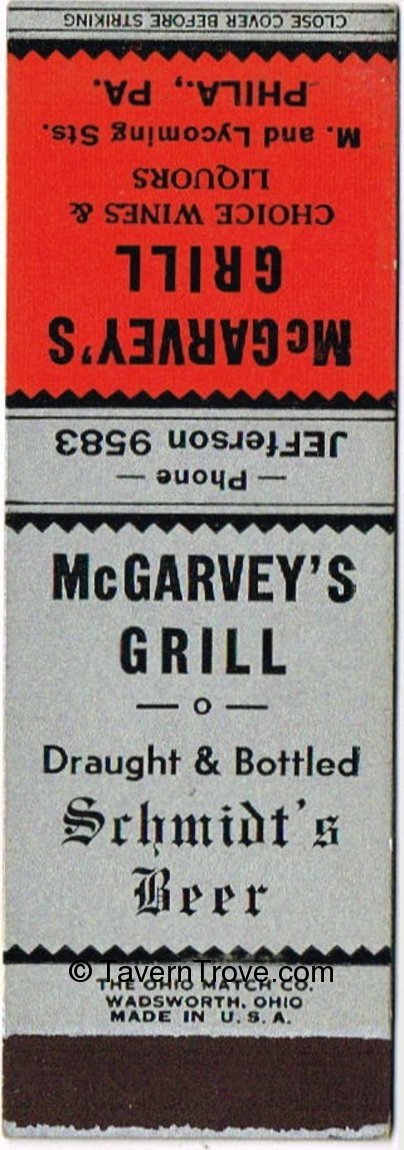 CLOSE COVER BEFORE STRIKING
McGARVEY'S
GRILL
CHOICE WINES &
LIQUORS
M. and Lycoming Sts.
PHILA., PA.
— Phone —
JEFferson 9583
McGARVEY'S
GRILL
— o —
Draught & Bottled
Schmidt's
Beer
© TavernTrove.com
THE OHIO MATCH CO.
WADSWORTH, OHIO
MADE IN U.S.A.